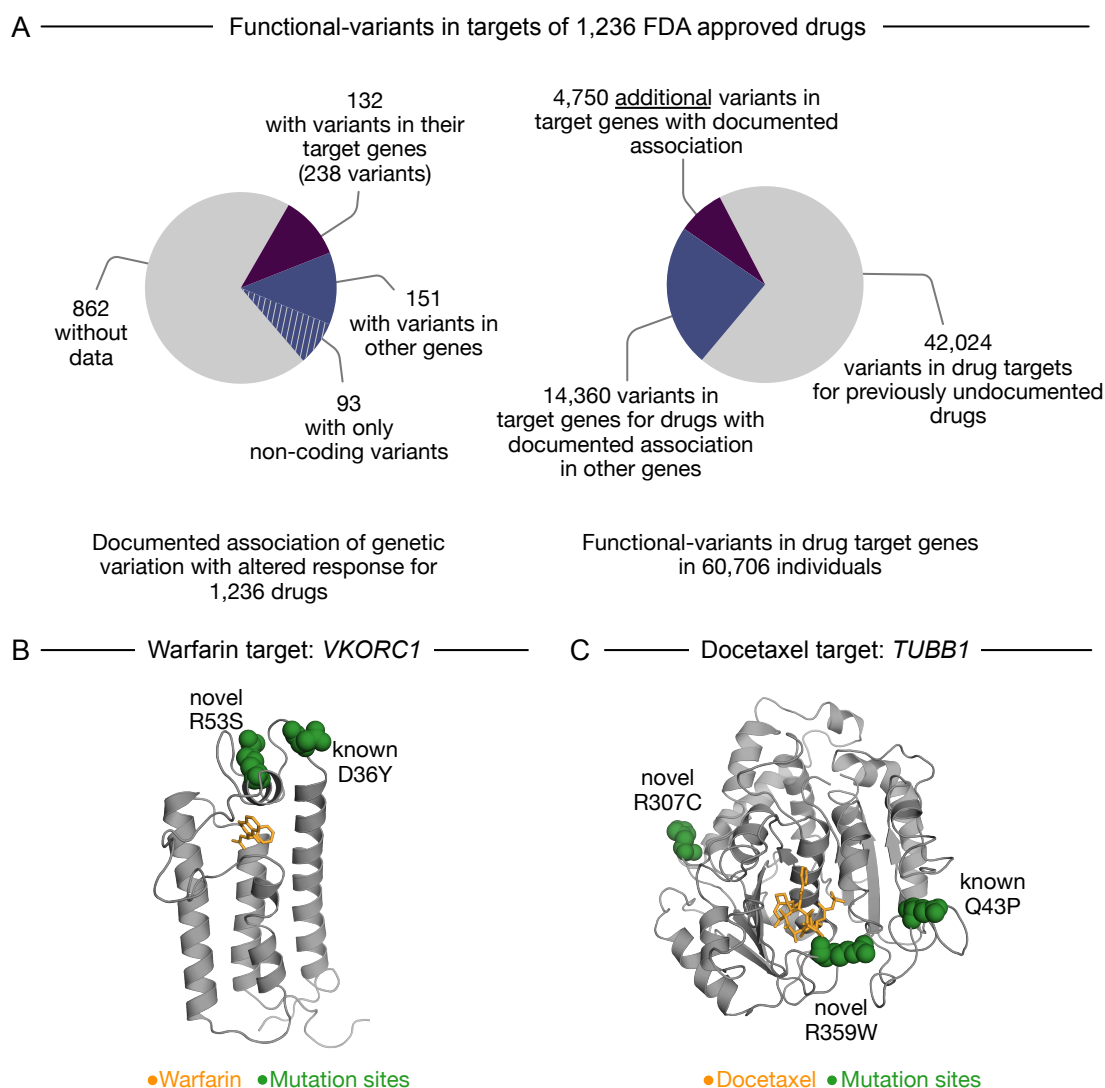 A
Functional-variants in targets of 1,236 FDA approved drugs
132
with variants in their
target genes
(238 variants)
862
without
data
151
with variants in
other genes
93
with only
non-coding variants
4,750 additional variants in
target genes with documented
association
14,360 variants in
target genes for drugs with
documented association
in other genes
42,024
variants in drug targets
for previously undocumented
drugs
Documented association of genetic
variation with altered response for
1,236 drugs
Functional-variants in drug target genes
in 60,706 individuals
B
Warfarin target: VKORC1
novel
R53S
known
D36Y
Warfarin
Mutation sites
C
Docetaxel target: TUBB1
novel
R307C
known
Q43P
novel
R359W
Docetaxel
Mutation sites